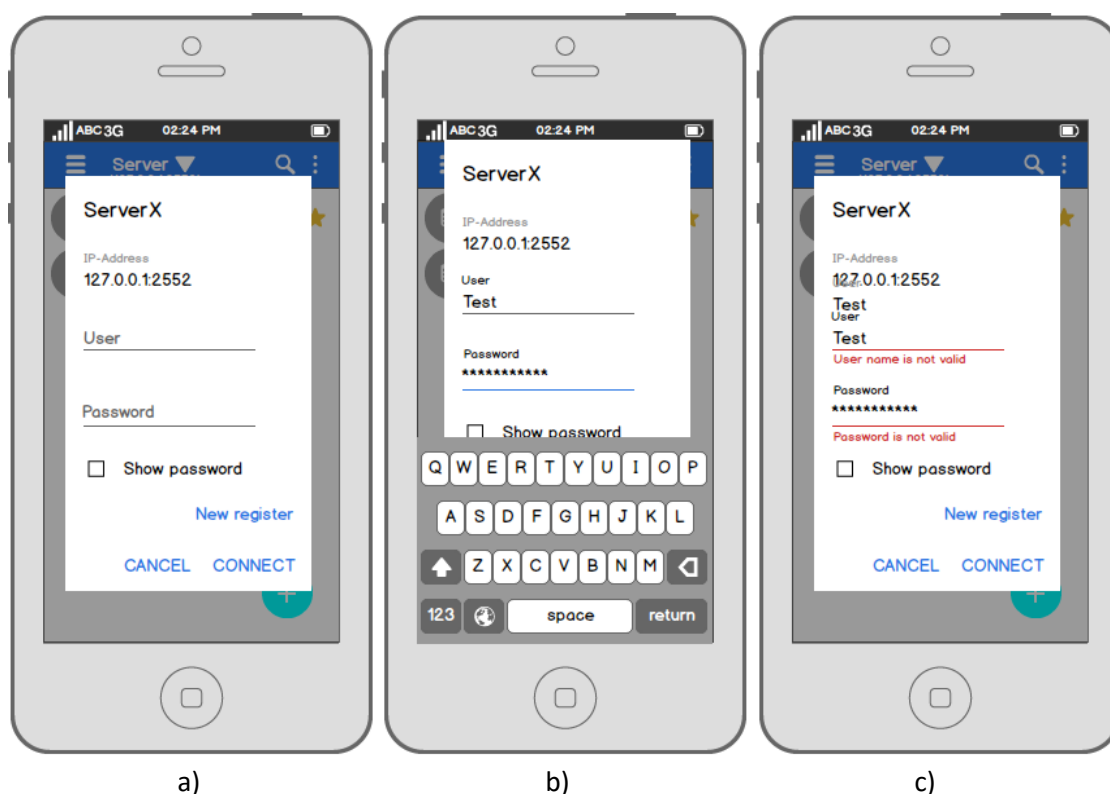 ABC 3G 02:24 PM
Server
ServerX
IP-Address
127.0.0.1:2552
User
Password
Show password
New register
CANCEL CONNECT
a)
ABC 3G 02:24 PM
ServerX
IP-Address
127.0.0.1:2552
User
Test
Password
***********
Show password
Q W E R T Y U I O P
A S D F G H J K L
Z X C V B N M
123 space return
b)
ABC 3G 02:24 PM
Server
ServerX
IP-Address
127.0.0.1:2552
User
Test
User
Test
User name is not valid
Password
***********
Password is not valid
Show password
New register
CANCEL CONNECT
c)